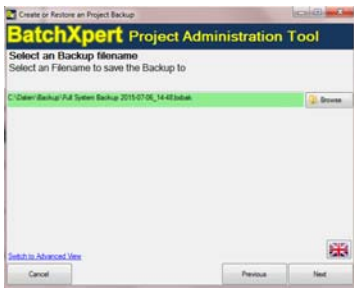 Create or Restore an Project Backup
BatchXpert Project Administration Tool
Select an Backup filename
Select an Filename to save the Backup to
C:\Daten\Backup\Full System Backup 2015-07-06_14-48.bxbak
Browse
Switch to Advanced View
Cancel
Previous
Next